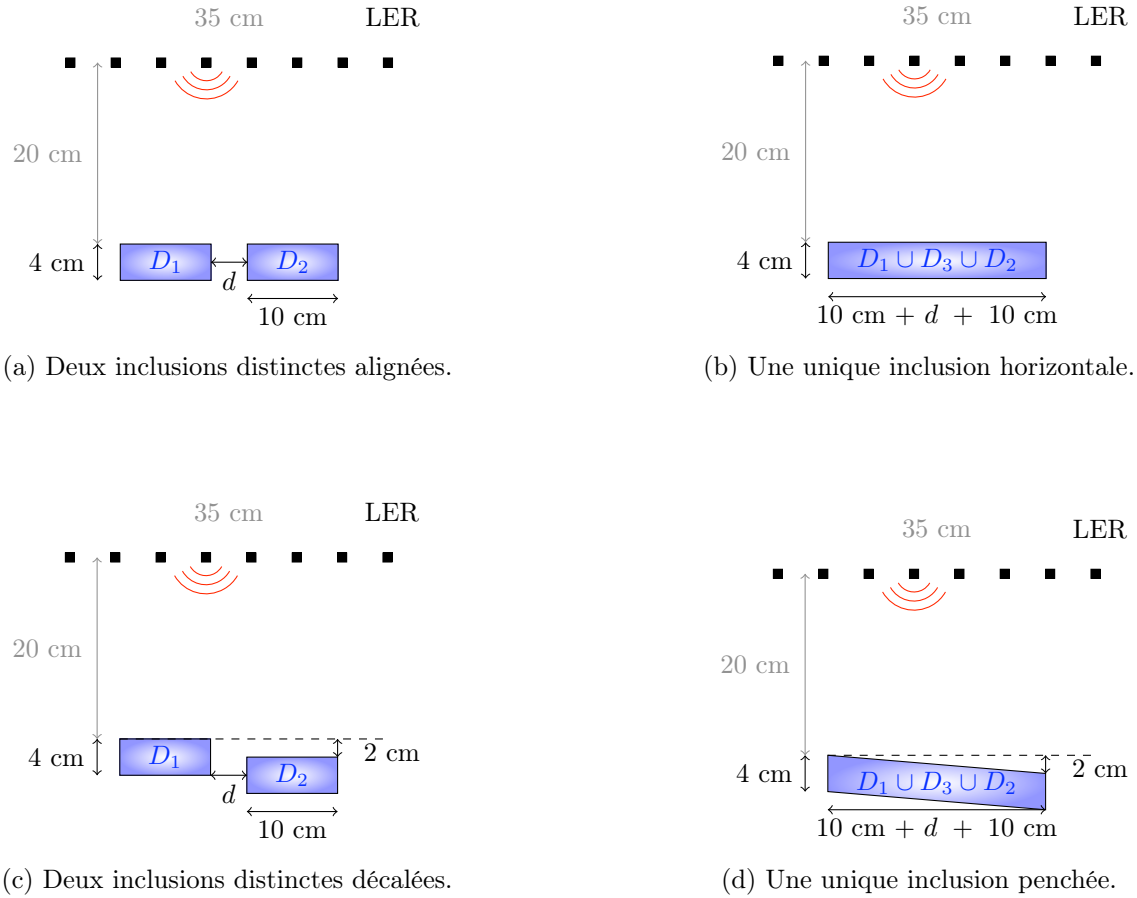 35 cm LER
20 cm
4 cm D₁ D₂
d
10 cm
(a) Deux inclusions distinctes alignées.
35 cm LER
20 cm
4 cm D₁ ∪ D₃ ∪ D₂
10 cm + d + 10 cm
(b) Une unique inclusion horizontale.
35 cm LER
20 cm
4 cm D₁ 2 cm
d D₂
10 cm
(c) Deux inclusions distinctes décalées.
35 cm LER
20 cm
4 cm D₁ ∪ D₃ ∪ D₂ 2 cm
10 cm + d + 10 cm
(d) Une unique inclusion penchée.